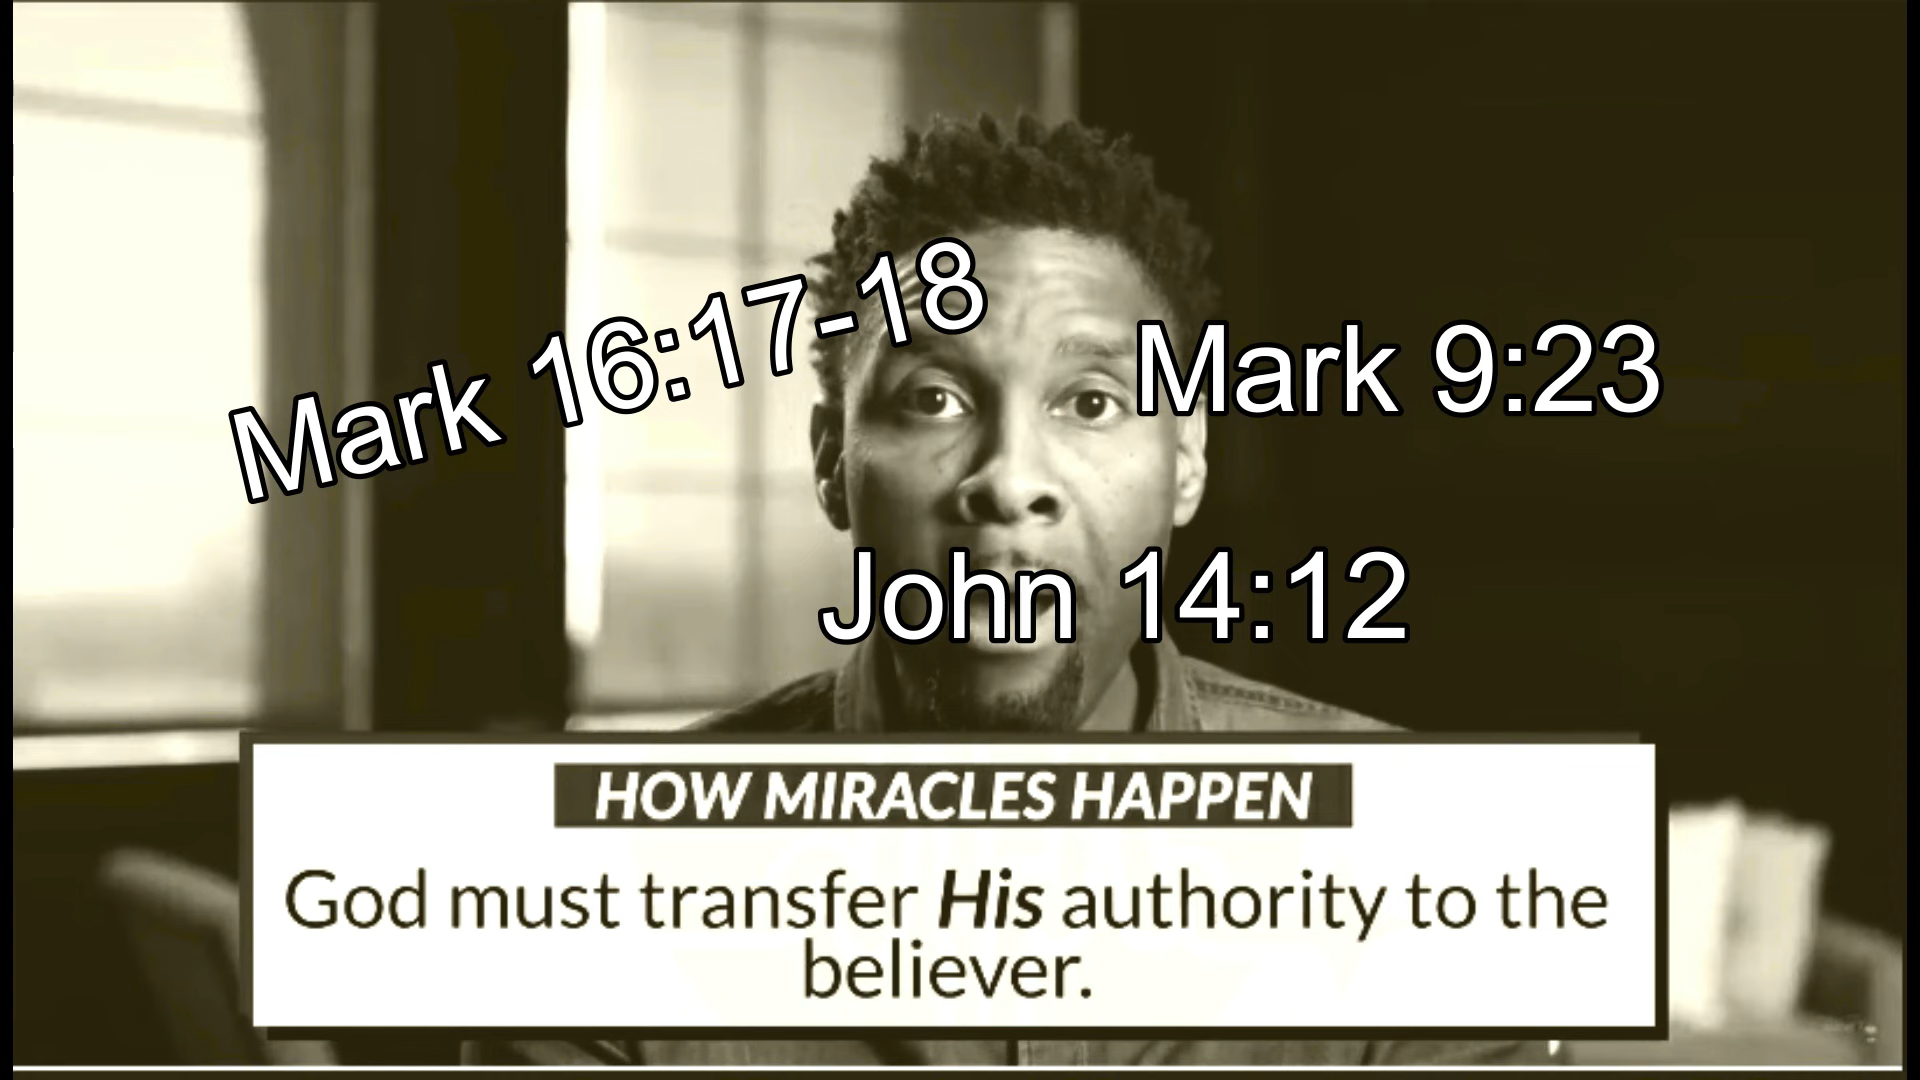 Mark 16:17-18
Mark 9:23
John 14:12
HOW MIRACLES HAPPEN
God must transfer His authority to the
believer.